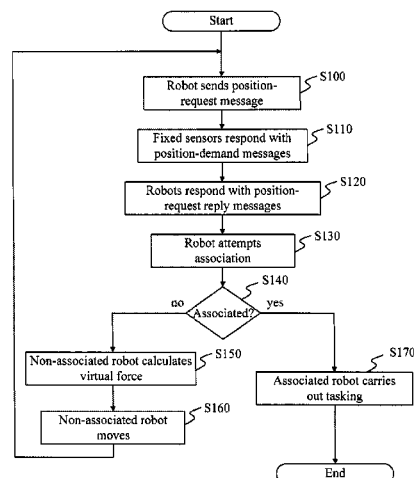 Start
Robot sends position-
request message
S100
Fixed sensors respond with
position-demand messages
S110
Robots respond with position-
request reply messages
S120
Robot attempts
association
S130
Associated?
S140
no
yes
Non-associated robot calculates
virtual force
S150
Non-associated robot
moves
S160
Associated robot carries
out tasking
S170
End